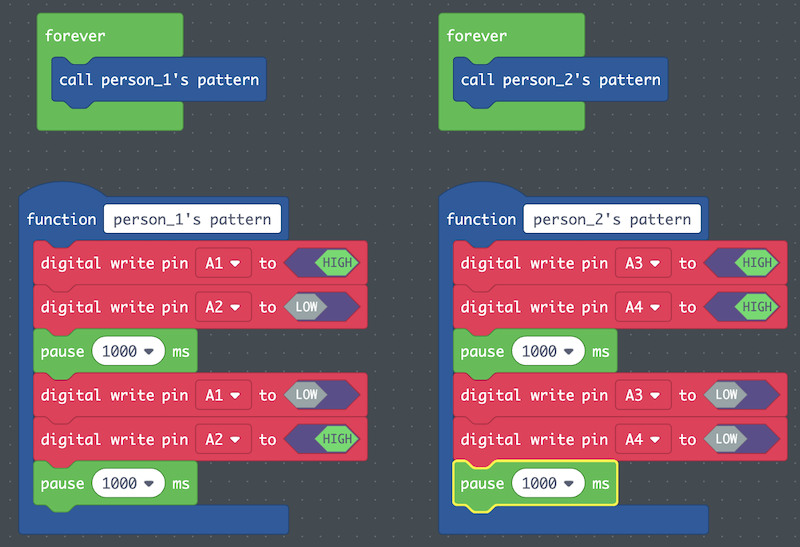 forever
call person_1's pattern
function person_1's pattern
digital write pin A1 to HIGH
digital write pin A2 to LOW
pause 1000 ms
digital write pin A1 to LOW
digital write pin A2 to HIGH
pause 1000 ms
forever
call person_2's pattern
function person_2's pattern
digital write pin A3 to HIGH
digital write pin A4 to HIGH
pause 1000 ms
digital write pin A3 to LOW
digital write pin A4 to LOW
pause 1000 ms